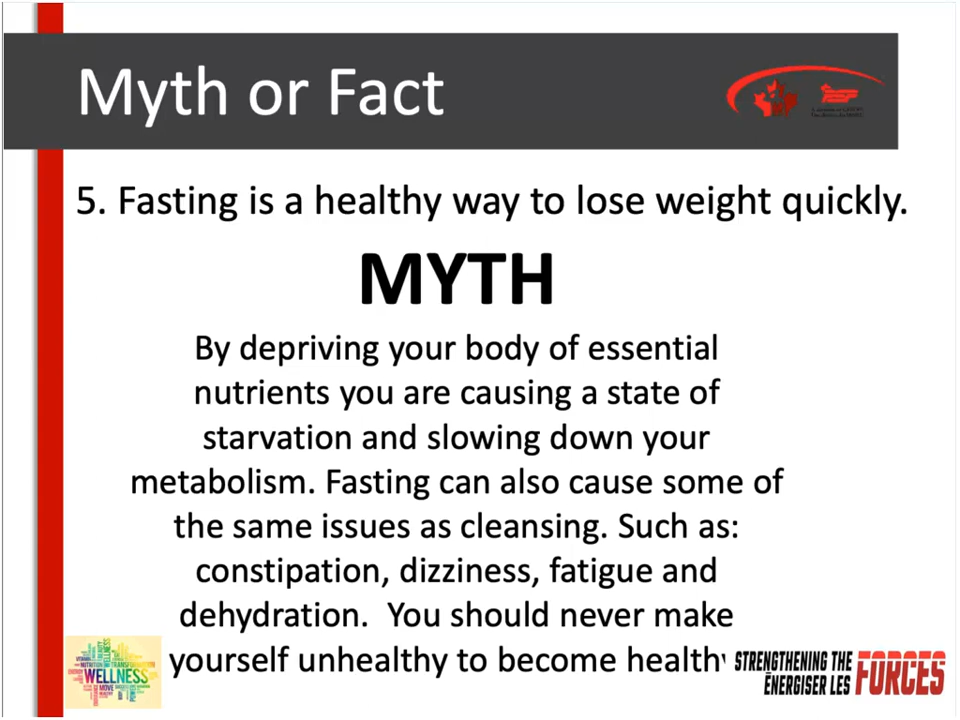 Myth or Fact
5. Fasting is a healthy way to lose weight quickly.
MYTH
By depriving your body of essential
nutrients you are causing a state of
starvation and slowing down your
metabolism. Fasting can also cause some of
the same issues as cleansing. Such as:
constipation, dizziness, fatigue and
dehydration.  You should never make
yourself unhealthy to become health
WELLNESS
STRENGTHENING THE
ÉNERGISER LES
FORCES